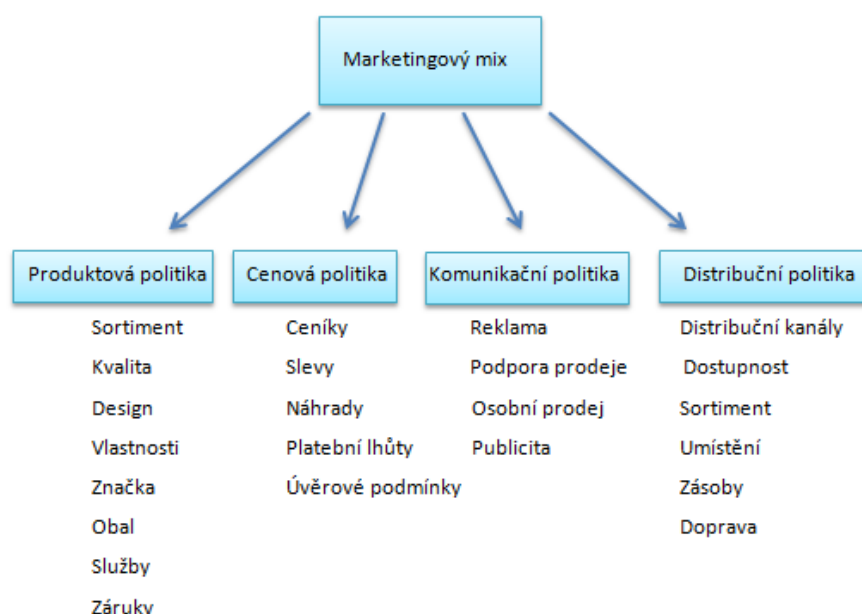 Marketingový mix
Produktová politika
Sortiment
Kvalita
Design
Vlastnosti
Značka
Obal
Služby
Záruky
Cenová politika
Ceníky
Slevy
Náhrady
Platební lhůty
Úvěrové podmínky
Komunikační politika
Reklama
Podpora prodeje
Osobní prodej
Publicita
Distribuční politika
Distribuční kanály
Dostupnost
Sortiment
Umístění
Zásoby
Doprava